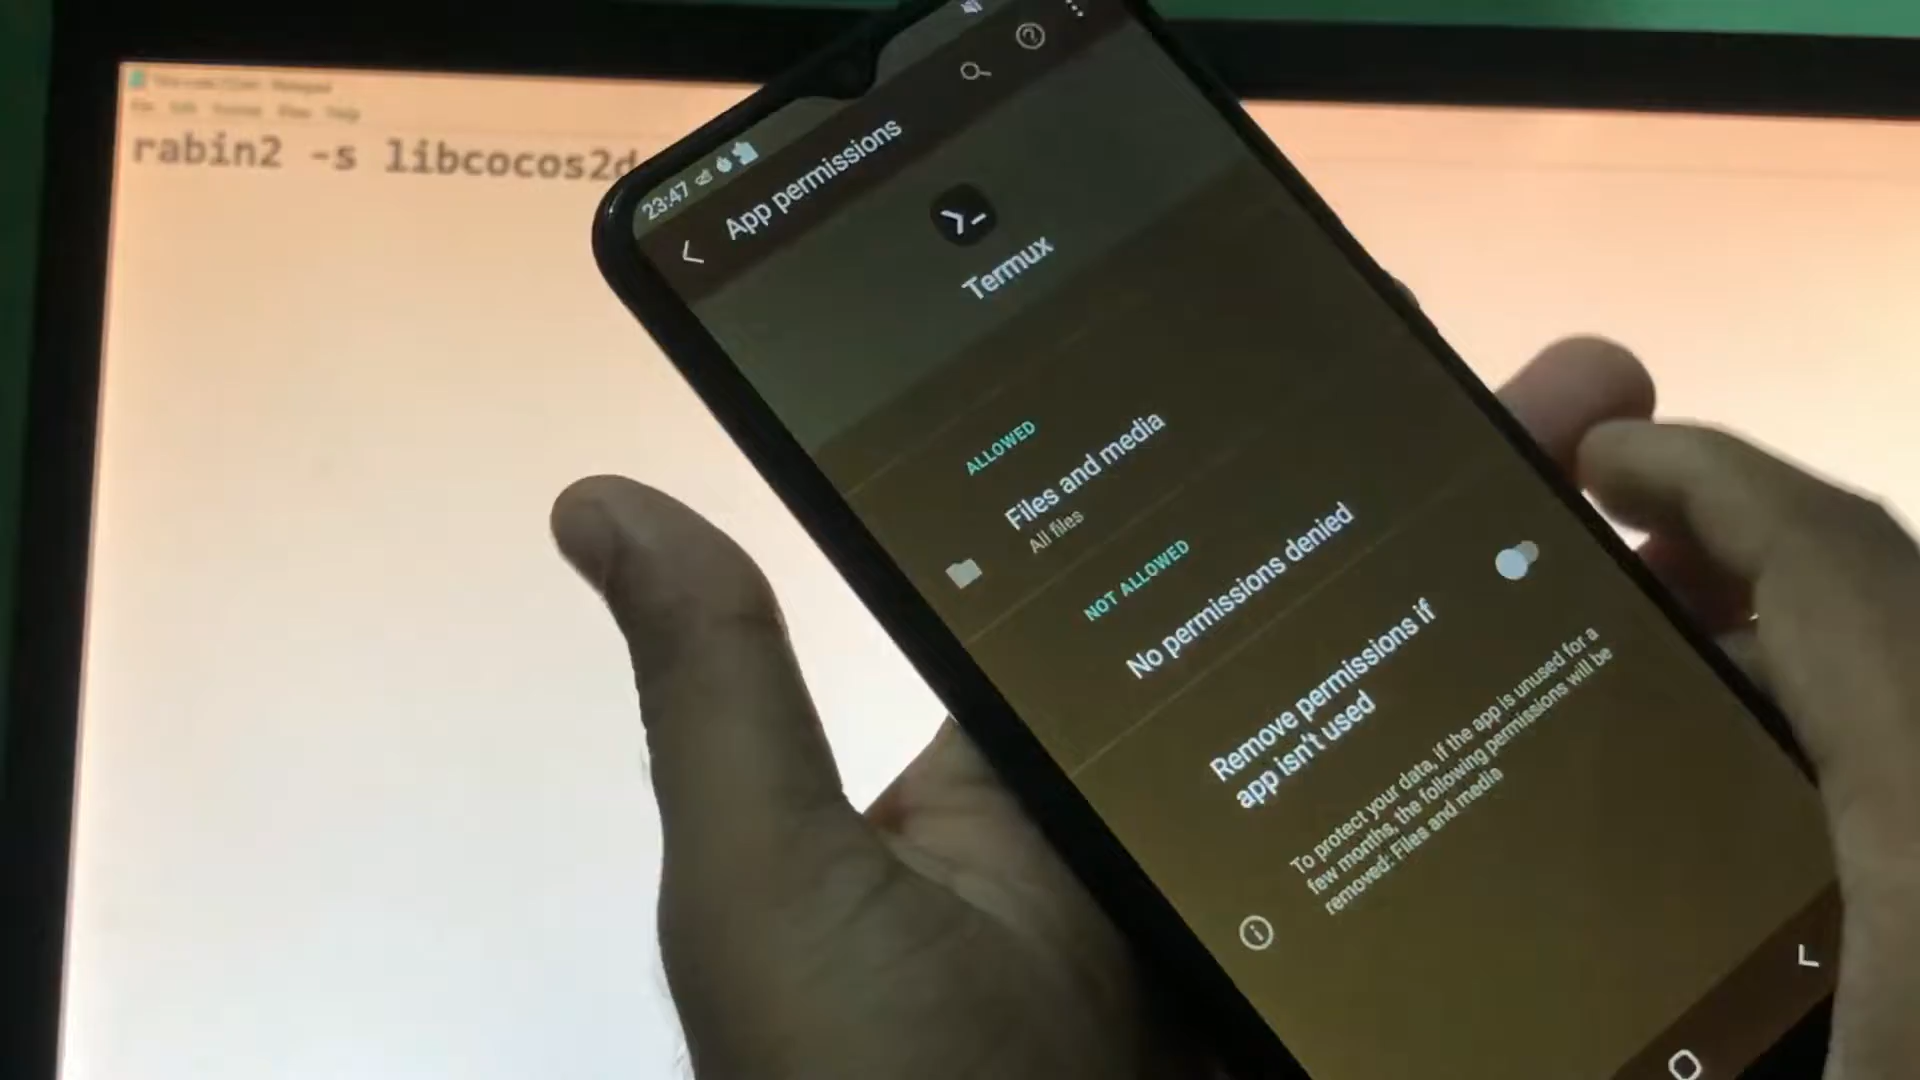 rabin2 -s libcocos2d
23:47
App permissions
Termux
ALLOWED
Files and media
All files
NOT ALLOWED
No permissions denied
Remove permissions if
app isn't used
To protect your data, if the app is unused for a
few months, the following permissions will be
removed: Files and media